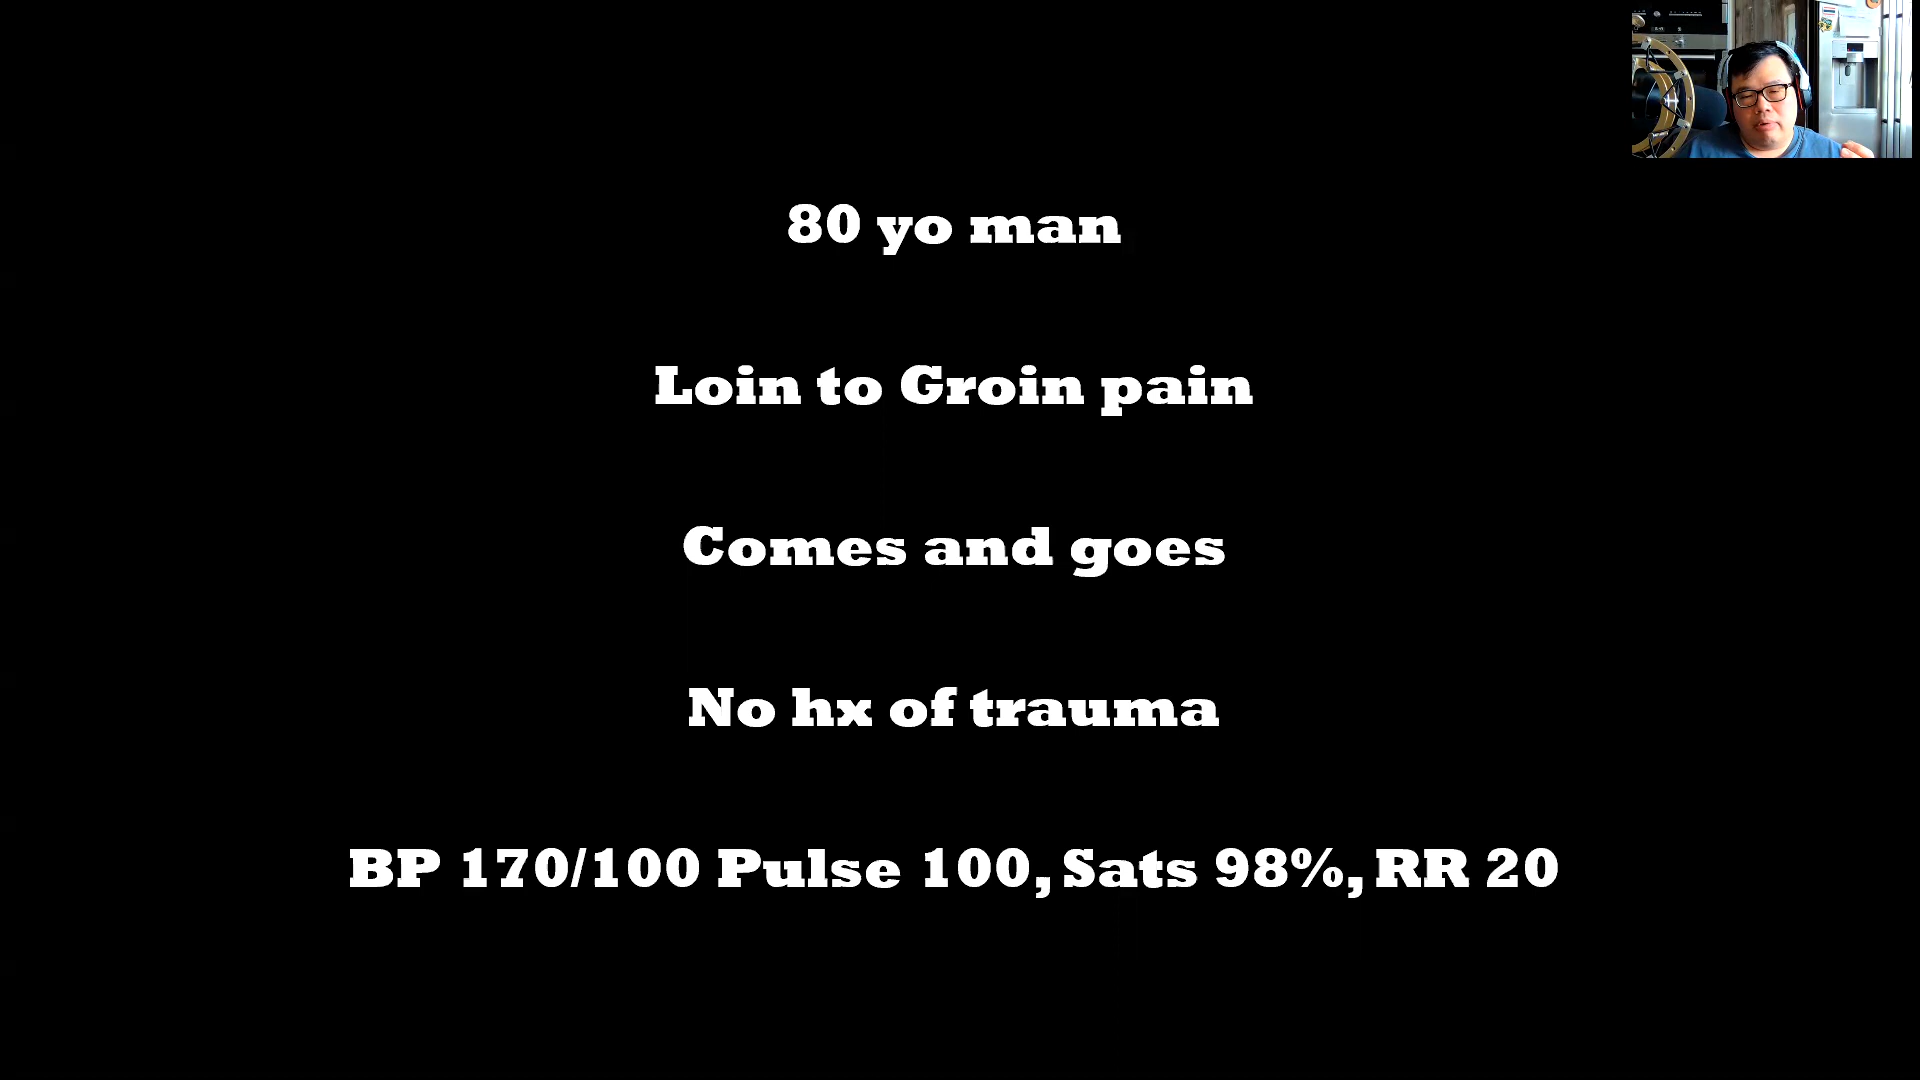 80 yo man
Loin to Groin pain
Comes and goes
No hx of trauma
BP 170/100 Pulse 100, Sats 98%, RR 20